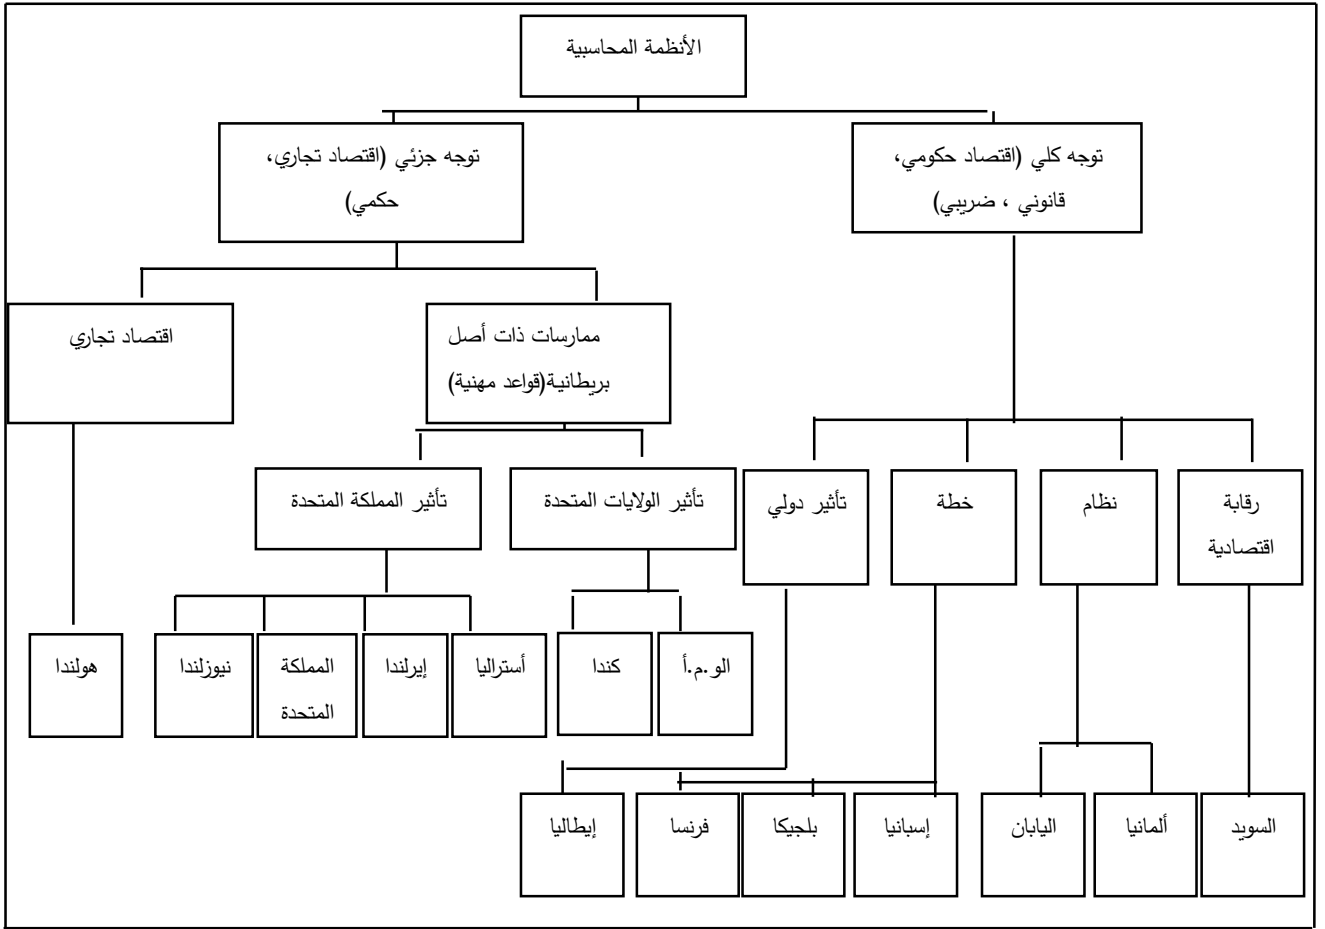 الأنظمة المحاسبية
توجه كلي (اقتصاد حكومي،
قانوني ، ضريبي)
توجه جزئي (اقتصاد تجاري،
حكمي)
ممارسات ذات أصل
بريطانية(قواعد مهنية)
اقتصاد تجاري
رقابة
اقتصادية
نظام
خطة
تأثير دولي
تأثير الولايات المتحدة
تأثير المملكة المتحدة
الو.م.أ
كندا
أستراليا
إيرلندا
المملكة
المتحدة
نيوزلندا
هولندا
السويد
ألمانيا
اليابان
إسبانيا
بلجيكا
فرنسا
إيطاليا